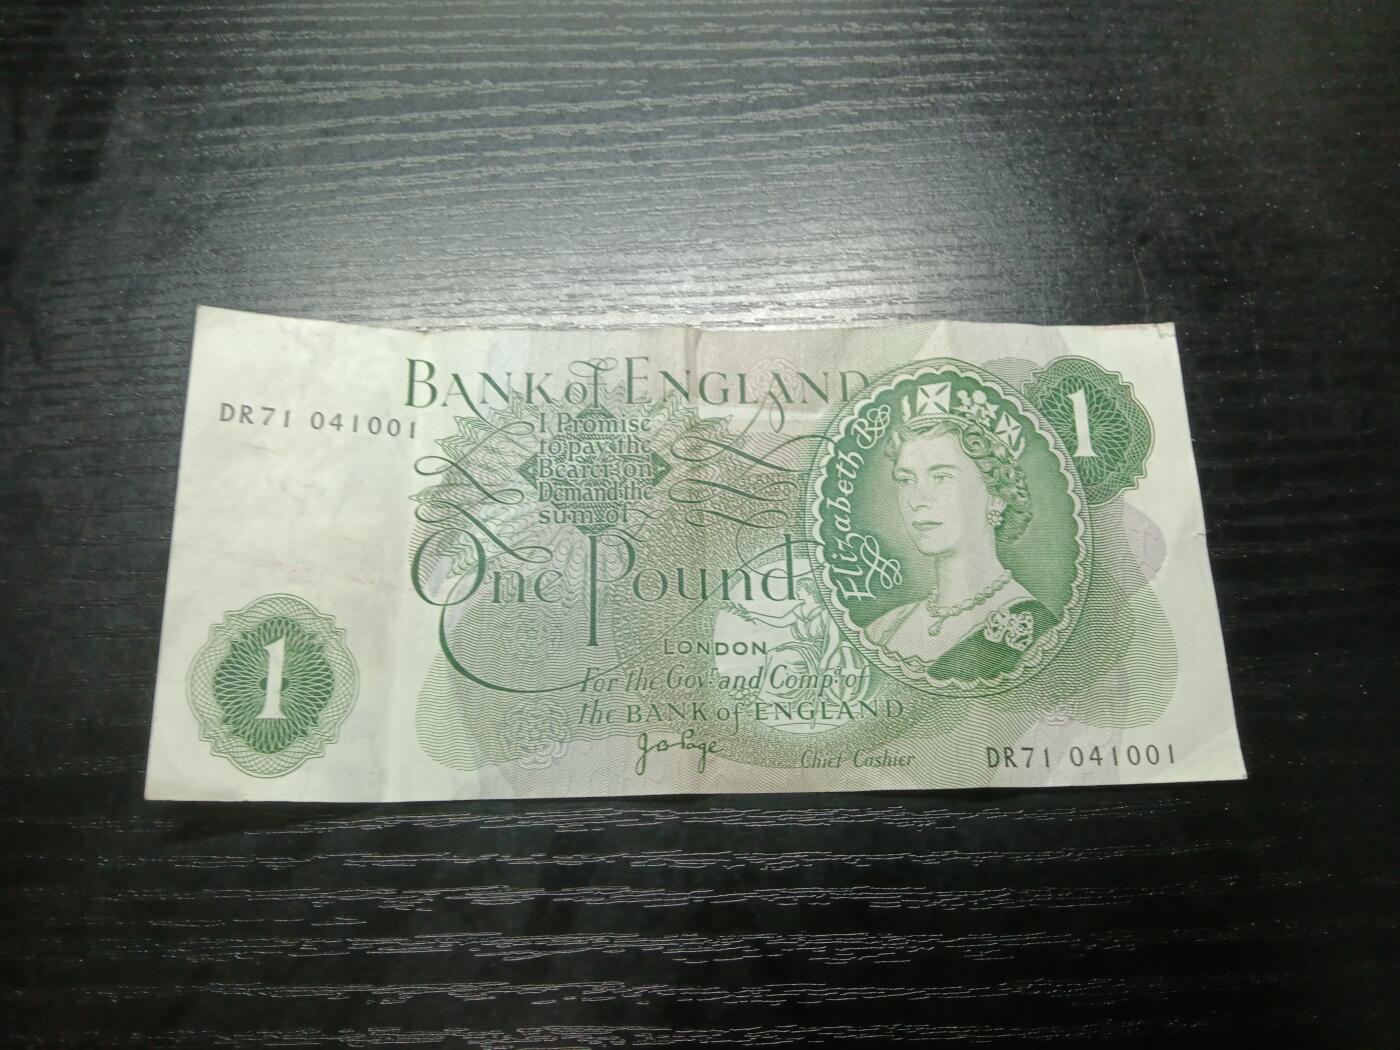 BANK of ENGLAND
DR71 041001
I Promise
to pay the
Bearer on
Demand the
sum of
One Pound
LONDON
For the Govr. and Compa. of
the BANK of ENGLAND
J O Page
Chief Cashier
Elizabeth R
1
1
DR71 041001